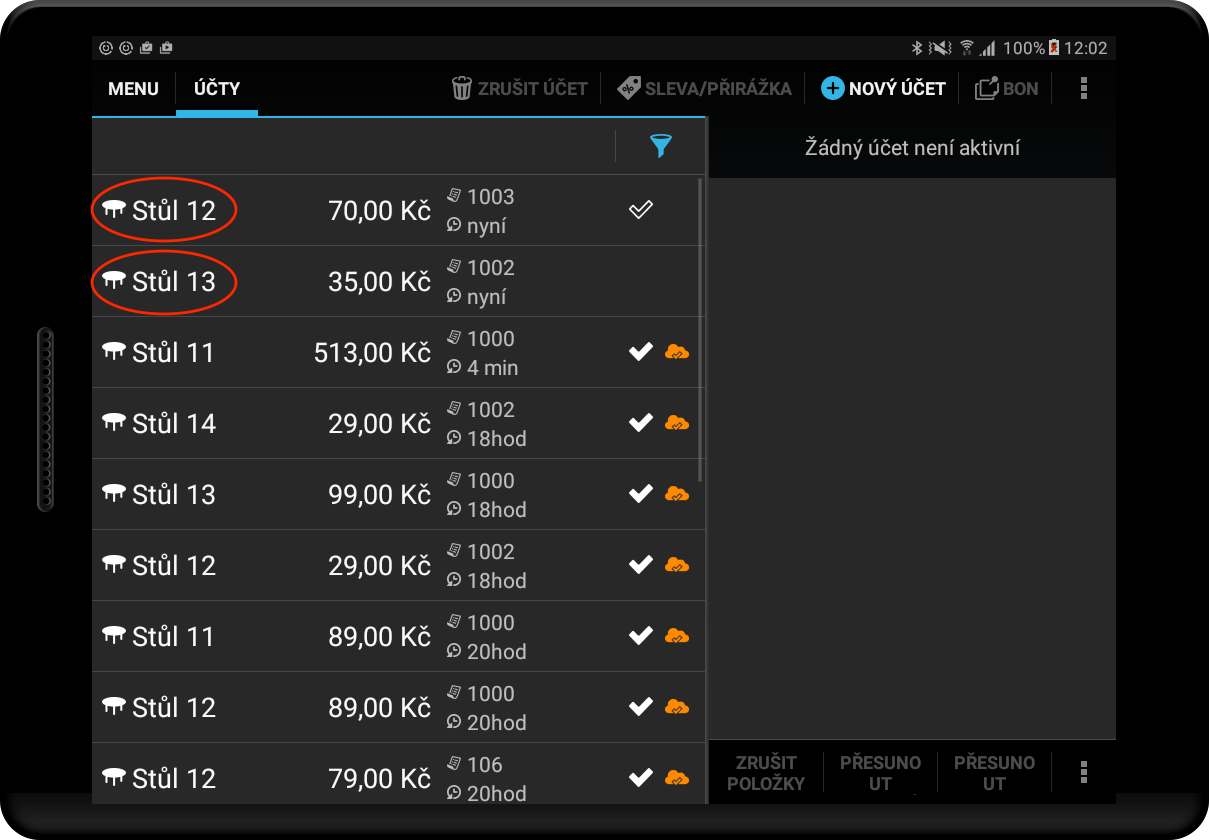 100% 12:02
MENU ÚČTY ZRUŠIT ÚČET SLEVA/PŘIRÁŽKA NOVÝ ÚČET BON
Žádný účet není aktivní
Stůl 12 70,00 Kč 1003
nyní
Stůl 13 35,00 Kč 1002
nyní
Stůl 11 513,00 Kč 1000
4 min
Stůl 14 29,00 Kč 1002
18hod
Stůl 13 99,00 Kč 1000
18hod
Stůl 12 29,00 Kč 1002
18hod
Stůl 11 89,00 Kč 1000
20hod
Stůl 12 89,00 Kč 1000
20hod
Stůl 12 79,00 Kč 106
20hod
ZRUŠIT
POLOŽKY
PŘESUNO
UT
PŘESUNO
UT